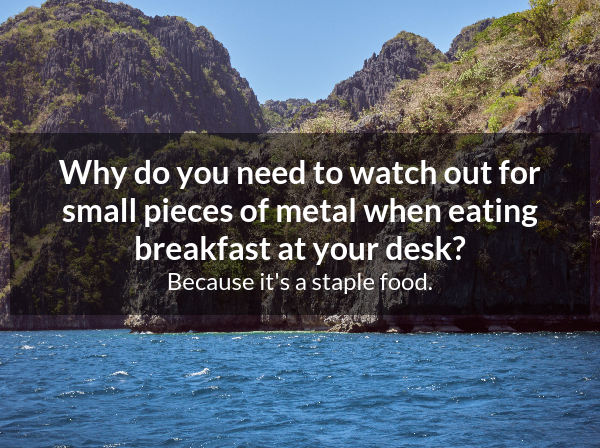 Why do you need to watch out for
small pieces of metal when eating
breakfast at your desk?
Because it's a staple food.